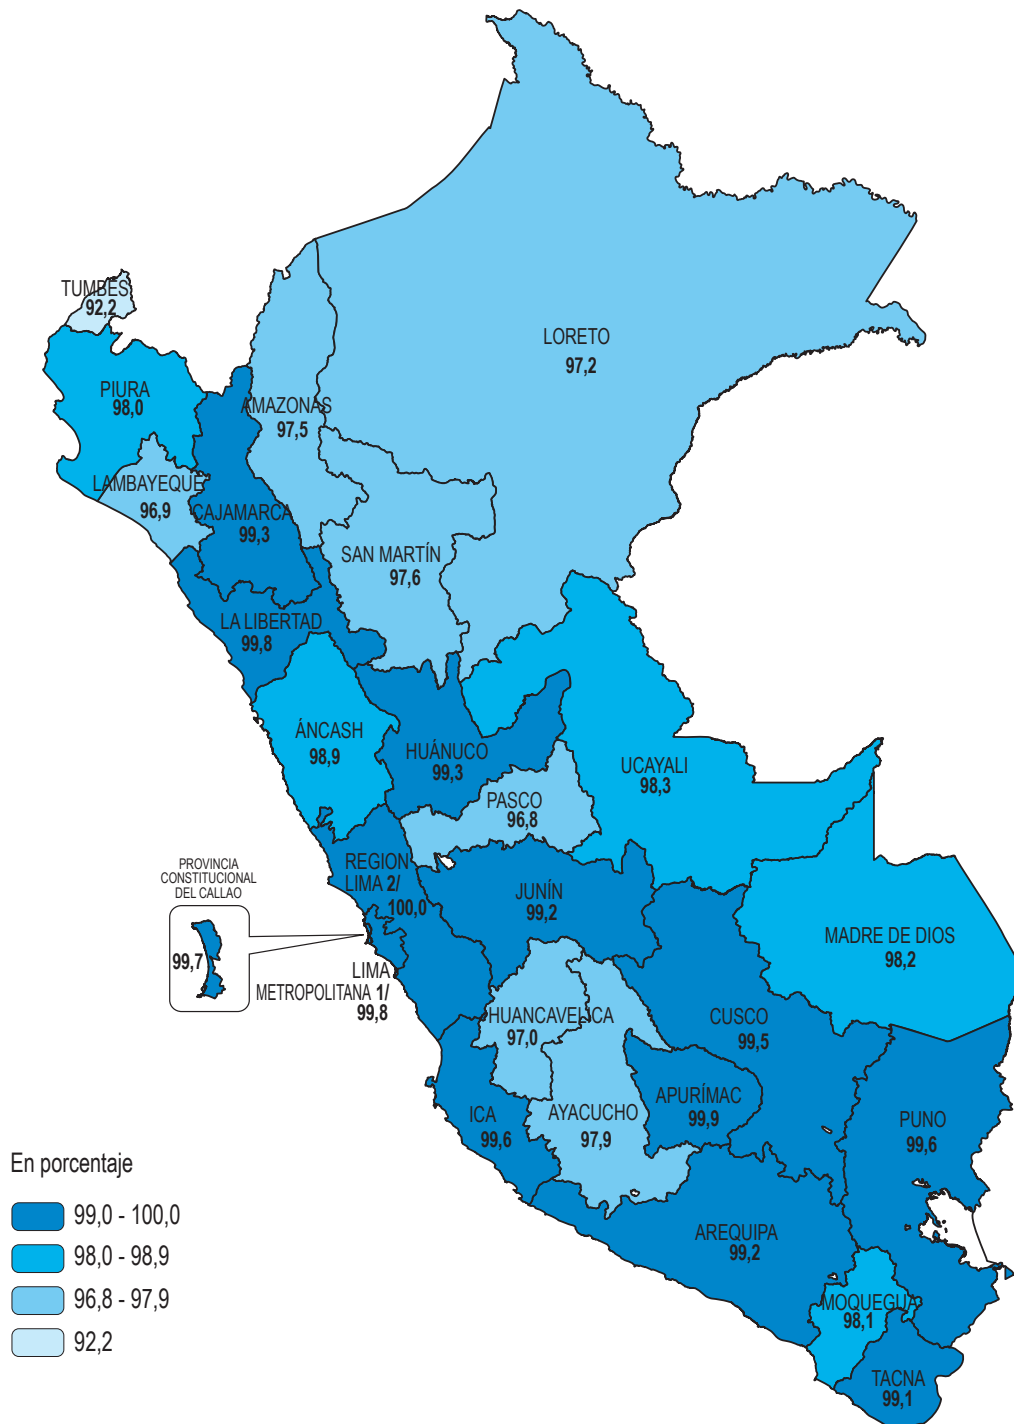 TUMBES
92,2
LORETO
97,2
PIURA
98,0
AMAZONAS
97,5
LAMBAYEQUE
96,9
CAJAMARCA
99,3
SAN MARTÍN
97,6
LA LIBERTAD
99,8
ÁNCASH
98,9
HUÁNUCO
99,3
UCAYALI
98,3
PASCO
96,8
REGION
LIMA 2/
100,0
PROVINCIA
CONSTITUCIONAL
DEL CALLAO
99,7
JUNÍN
99,2
MADRE DE DIOS
98,2
LIMA
METROPOLITANA 1/
99,8
HUANCAVELICA
97,0
CUSCO
99,5
ICA
99,6
AYACUCHO
97,9
APURÍMAC
99,9
PUNO
99,6
AREQUIPA
99,2
MOQUEGUA
98,1
TACNA
99,1
En porcentaje
99,0 - 100,0
98,0 - 98,9
96,8 - 97,9
92,2